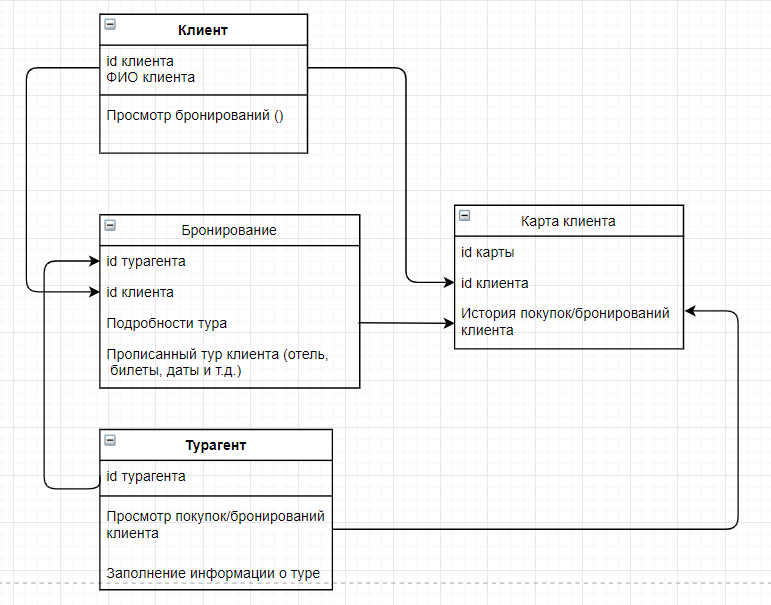 Клиент
id клиента
ФИО клиента
Просмотр бронирований ()
Бронирование
id турагента
id клиента
Подробности тура
Прописанный тур клиента (отель,
билеты, даты и т.д.)
Карта клиента
id карты
id клиента
История покупок/бронирований
клиента
Турагент
id турагента
Просмотр покупок/бронирований
клиента
Заполнение информации о туре